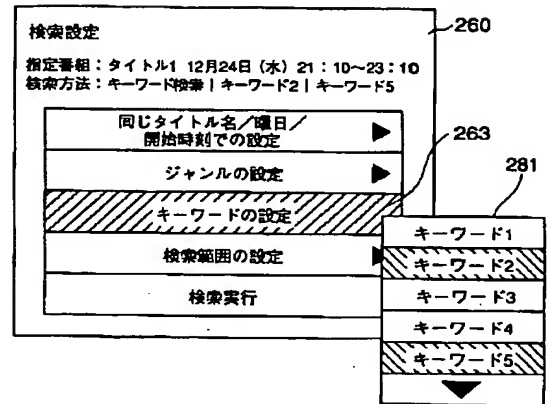 検索設定
指定番組：タイトル1 12月24日（水）21：10～23：10
検索方法：キーワード検索 | キーワード2 | キーワード5
同じタイトル名／曜日／
開始時刻での設定
ジャンルの設定
キーワードの設定
検索範囲の設定
検索実行
260
263
281
キーワード1
キーワード2
キーワード3
キーワード4
キーワード5